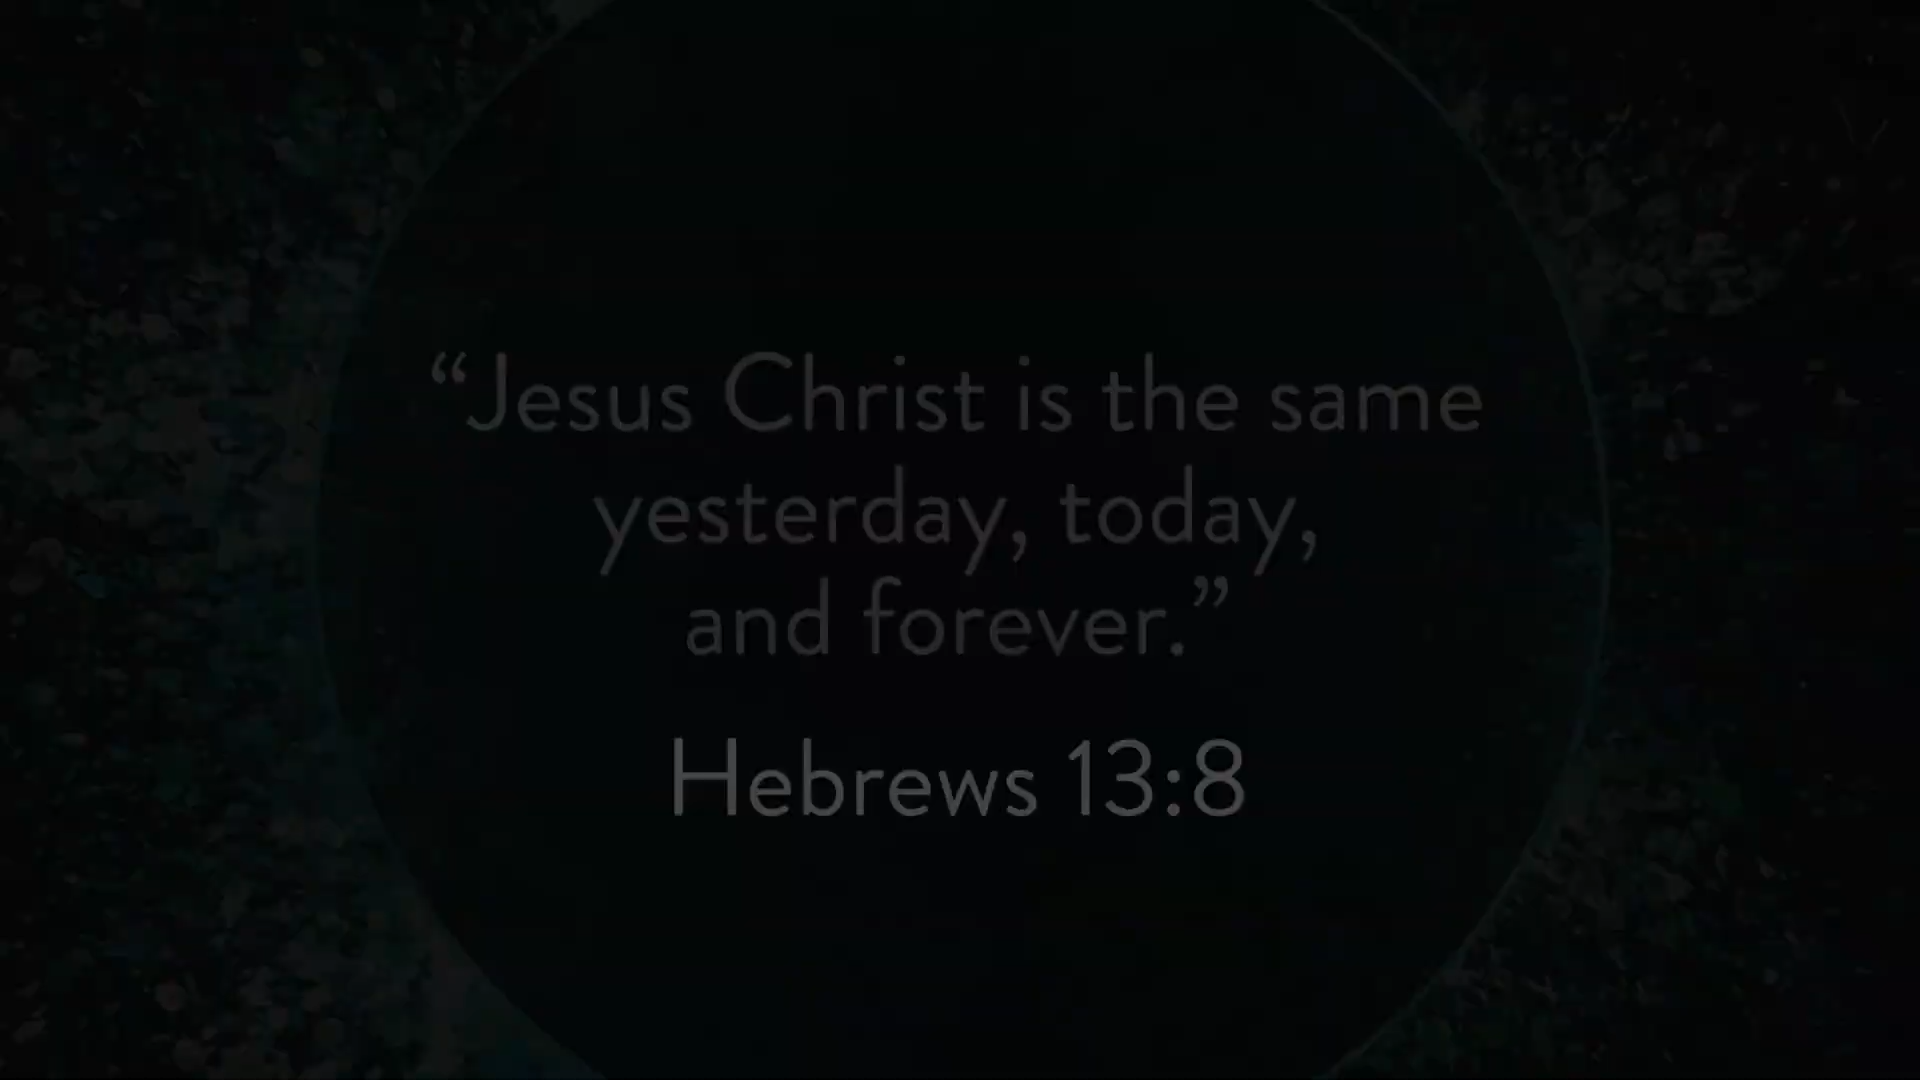 “Jesus Christ is the same
yesterday, today,
and forever.”
Hebrews 13:8